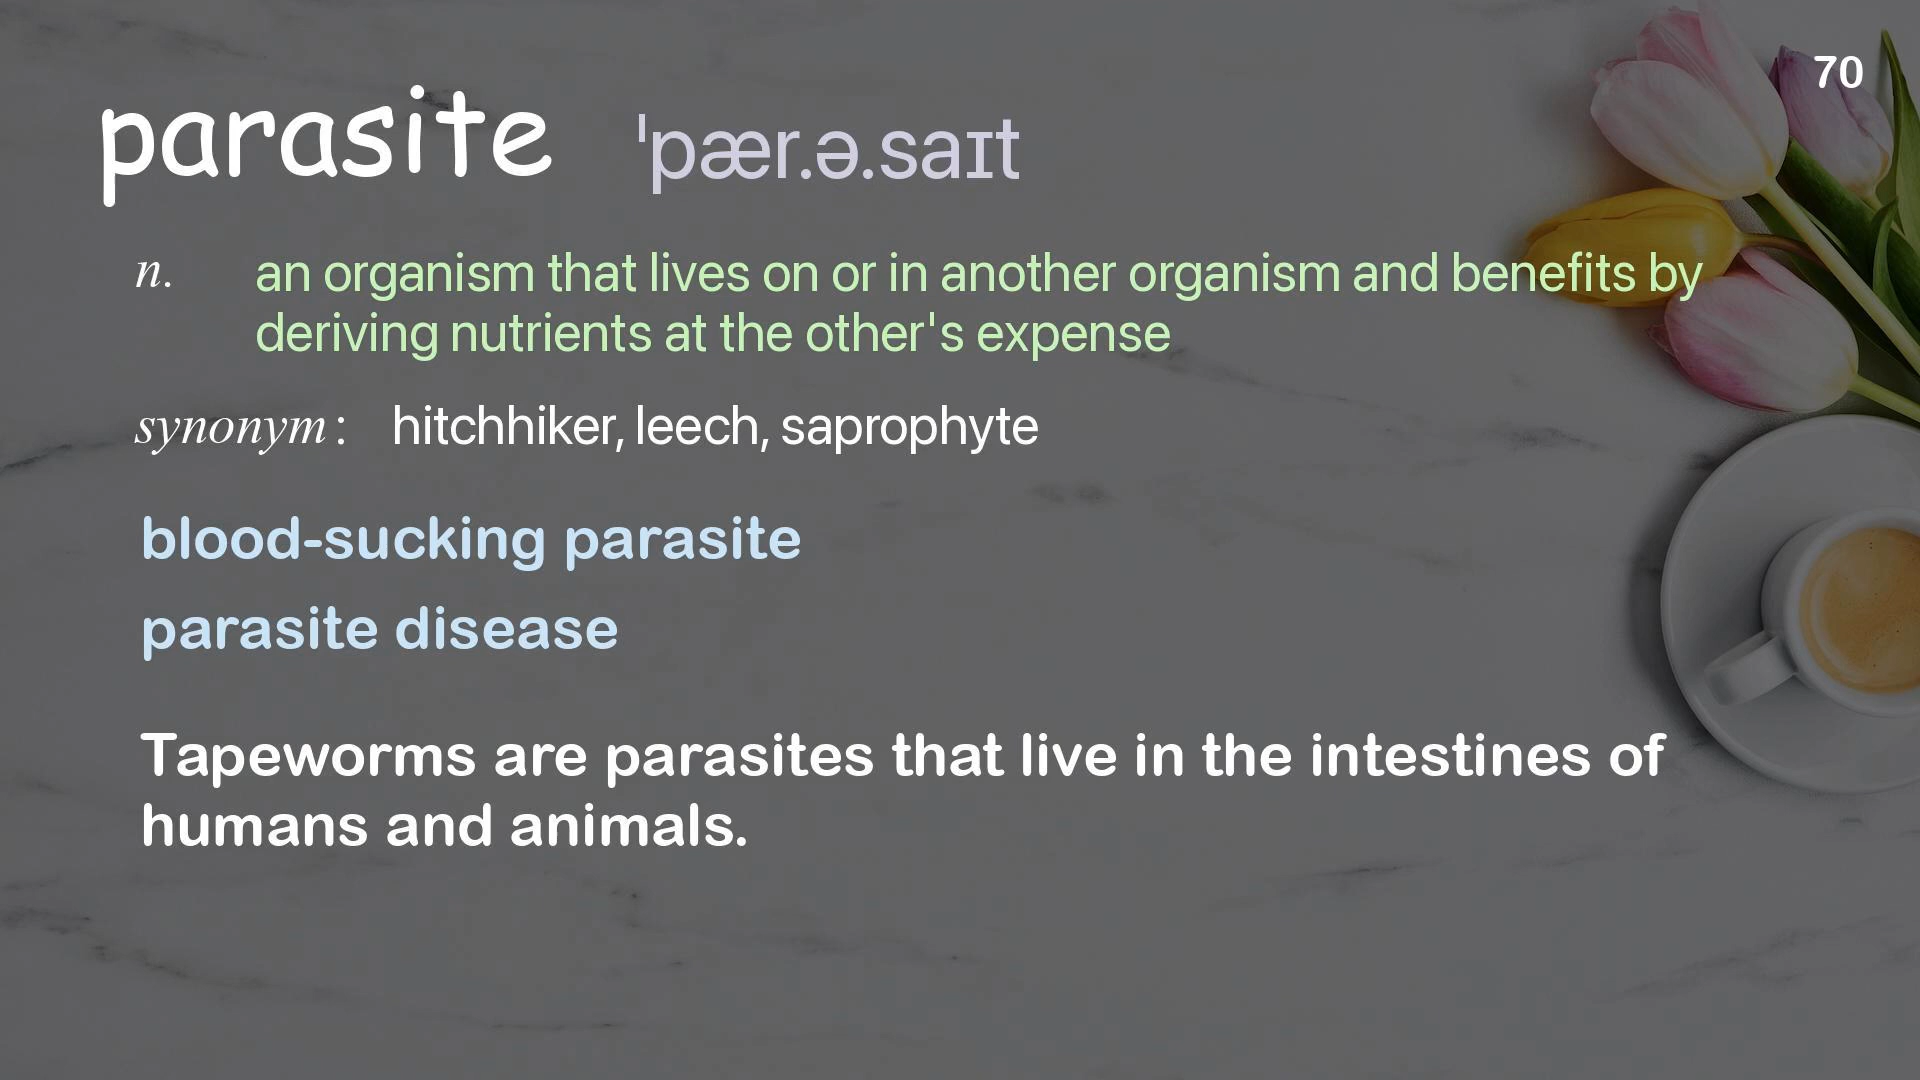 70
parasite ˈpær.ə.saɪt
n. an organism that lives on or in another organism and benefits by
deriving nutrients at the other's expense
synonym: hitchhiker, leech, saprophyte
blood-sucking parasite
parasite disease
Tapeworms are parasites that live in the intestines of
humans and animals.